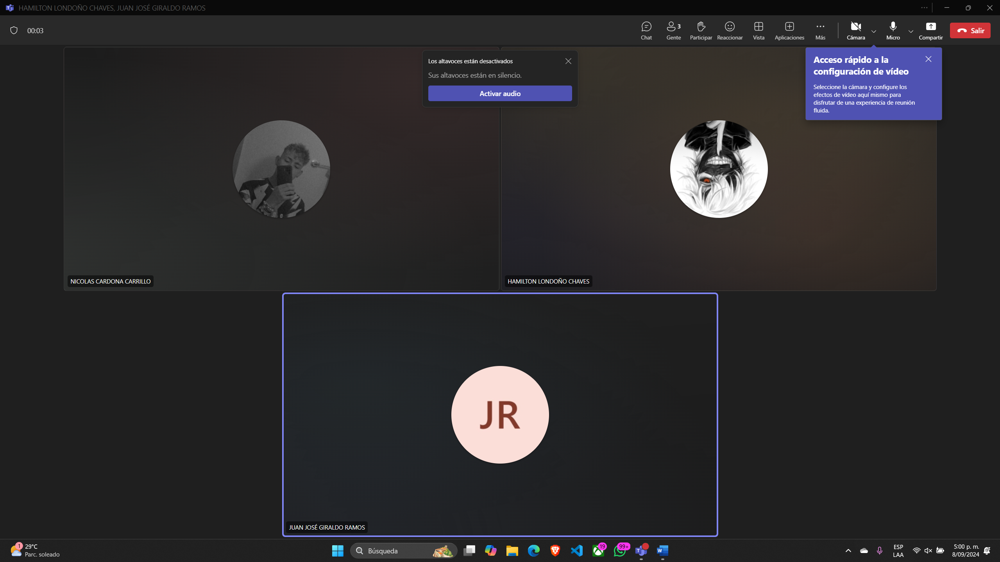 HAMILTON LONDOÑO CHAVES, JUAN JOSÉ GIRALDO RAMOS
00:03
Chat
Gente
3
Participar
Reaccionar
Vista
Aplicaciones
Más
Cámara
Micro
Compartir
Salir
Los altavoces están desactivados
Sus altavoces están en silencio.
Activar audio
Acceso rápido a la
configuración de vídeo
Seleccione la cámara y configure los
efectos de vídeo aquí mismo para
disfrutar de una experiencia de reunión
fluida.
NICOLAS CARDONA CARRILLO
HAMILTON LONDOÑO CHAVES
JR
JUAN JOSÉ GIRALDO RAMOS
1
29°C
Parc. soleado
Búsqueda
19
99+
ESP
LAA
5:00 p. m.
8/09/2024